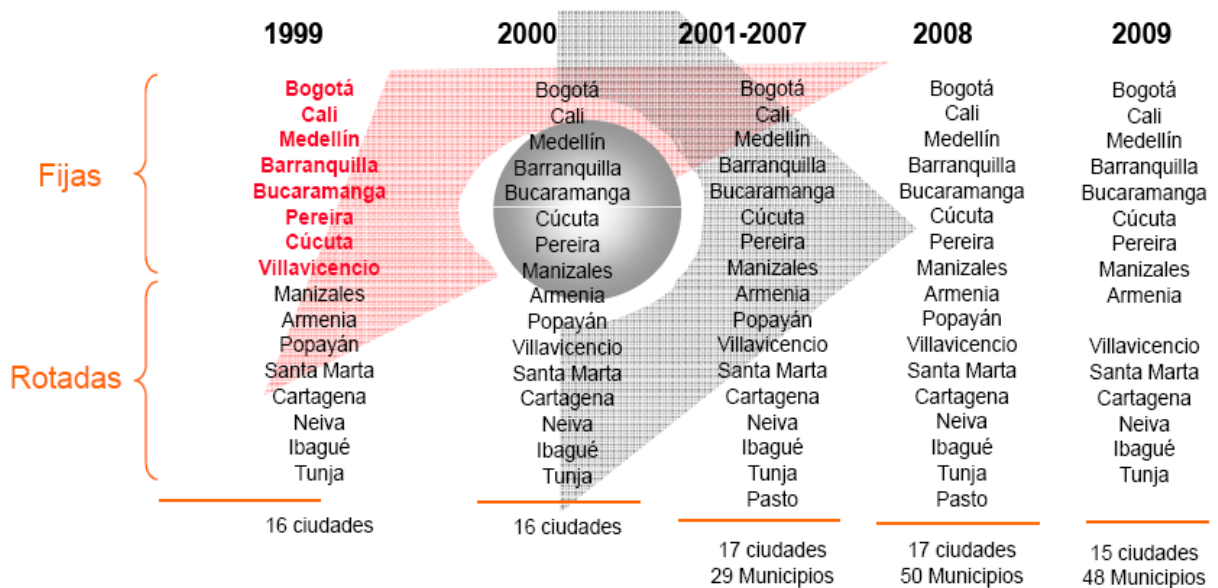 1999 2000 2001-2007 2008 2009
Bogotá Bogotá Bogotá Bogotá Bogotá
Cali Cali Cali Cali Cali
Medellín Medellín Medellín Medellín Medellín
Barranquilla Barranquilla Barranquilla Barranquilla Barranquilla
Fijas
Bucaramanga Bucaramanga Bucaramanga Bucaramanga Bucaramanga
Pereira Cúcuta Cúcuta Cúcuta Cúcuta
Cúcuta Pereira Pereira Pereira Pereira
Villavicencio Manizales Manizales Manizales Manizales
Manizales Armenia Armenia Armenia Armenia
Armenia Popayán Popayán Popayán
Popayán Villavicencio Villavicencio Villavicencio Villavicencio
Rotadas
Santa Marta Santa Marta Santa Marta Santa Marta Santa Marta
Cartagena Cartagena Cartagena Cartagena Cartagena
Neiva Neiva Neiva Neiva Neiva
Ibagué Ibagué Ibagué Ibagué Ibagué
Tunja Tunja Tunja Tunja Tunja
Pasto Pasto
16 ciudades 16 ciudades
17 ciudades 17 ciudades 15 ciudades
29 Municipios 50 Municipios 48 Municipios